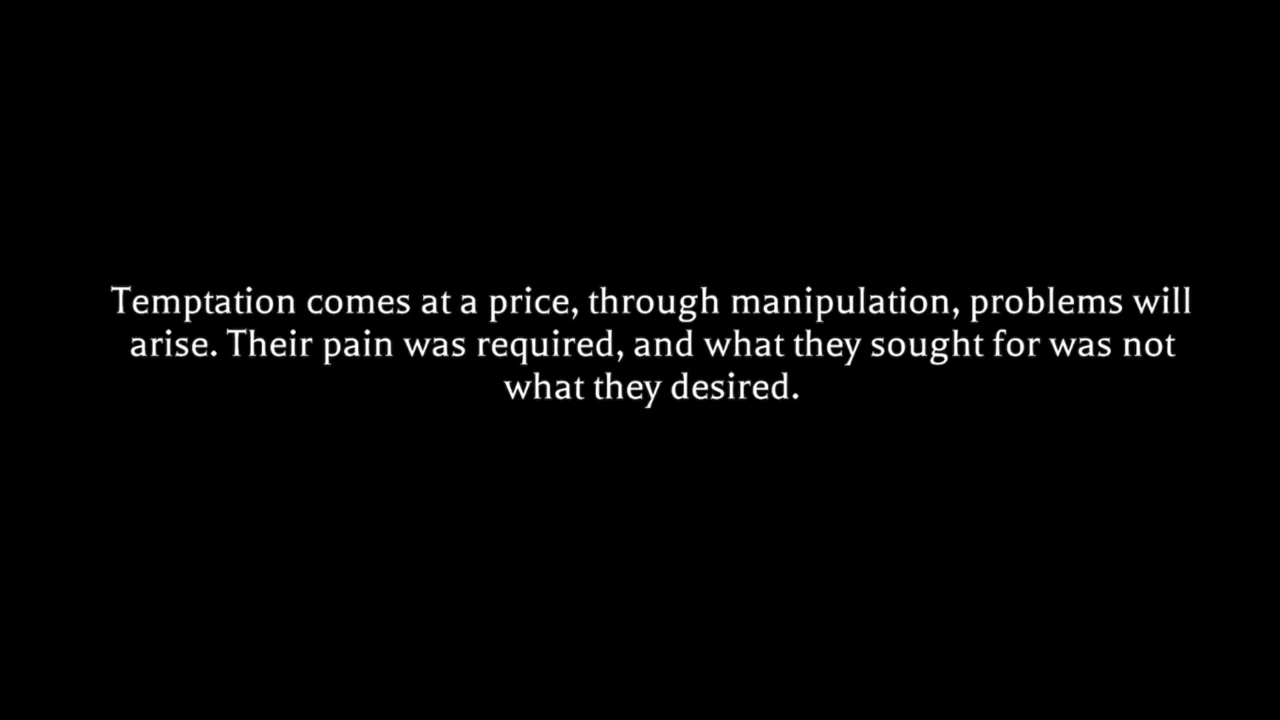 Temptation comes at a price, through manipulation, problems will
arise. Their pain was required, and what they sought for was not
what they desired.